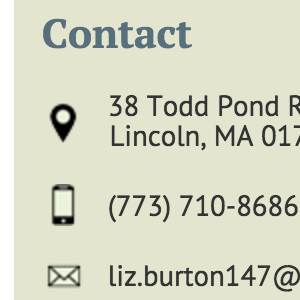 Contact
38 Todd Pond R
Lincoln, MA 017
(773) 710-8686
liz.burton147@